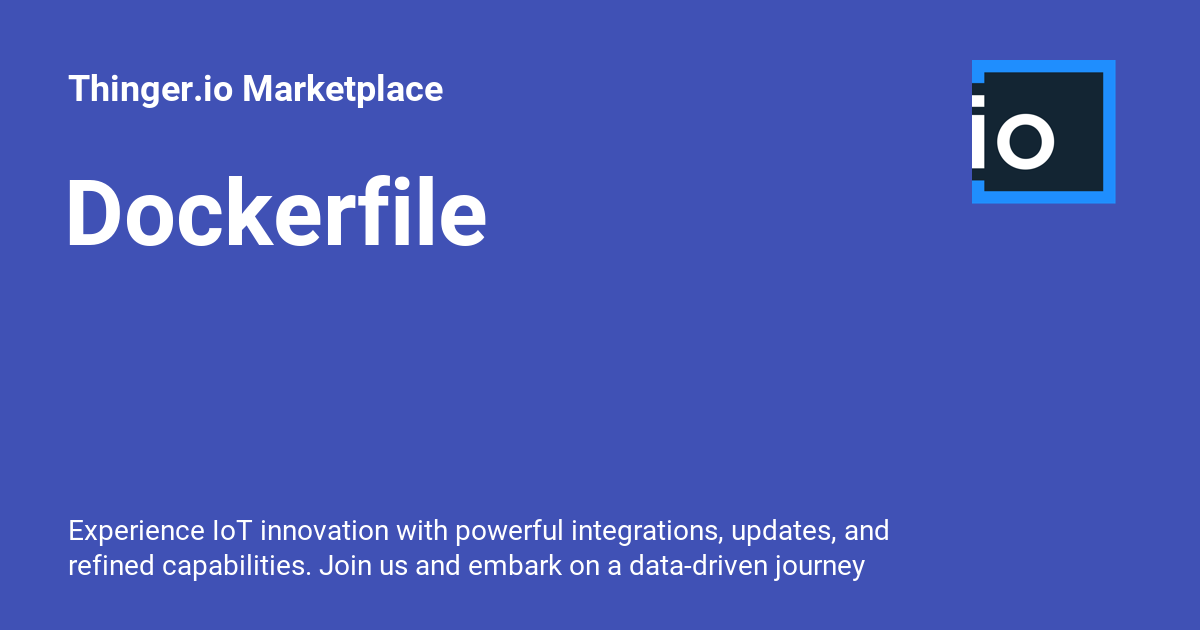 Thinger.io Marketplace
io
Dockerfile
Experience IoT innovation with powerful integrations, updates, and
refined capabilities. Join us and embark on a data-driven journey